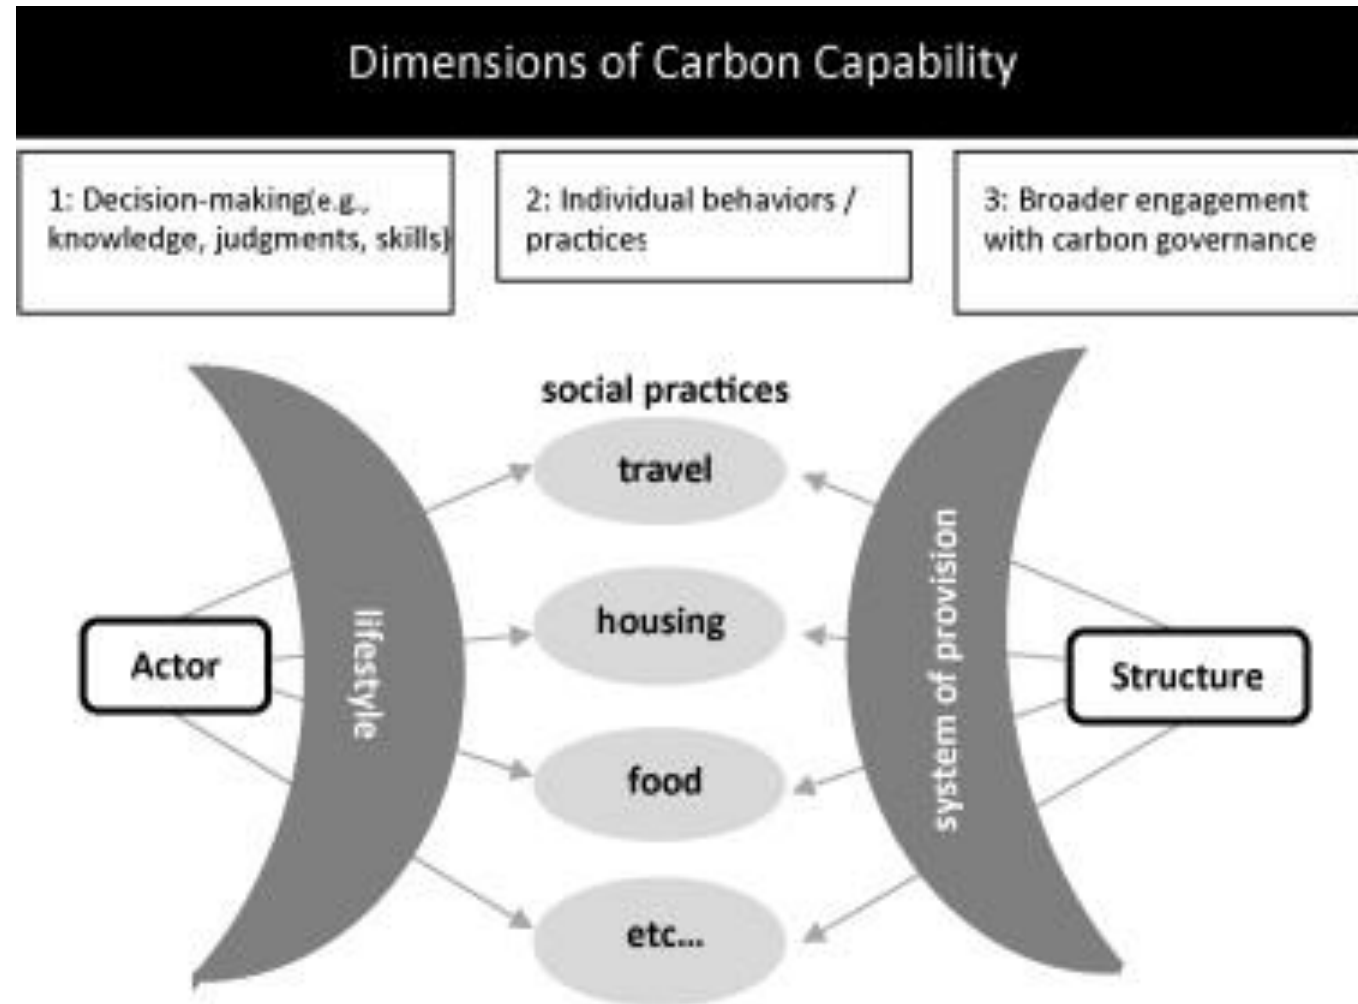 Dimensions of Carbon Capability
1: Decision-making(e.g.,
knowledge, judgments, skills)
2: Individual behaviors /
practices
3: Broader engagement
with carbon governance
social practices
travel
housing
food
etc...
lifestyle
Actor
system of provision
Structure